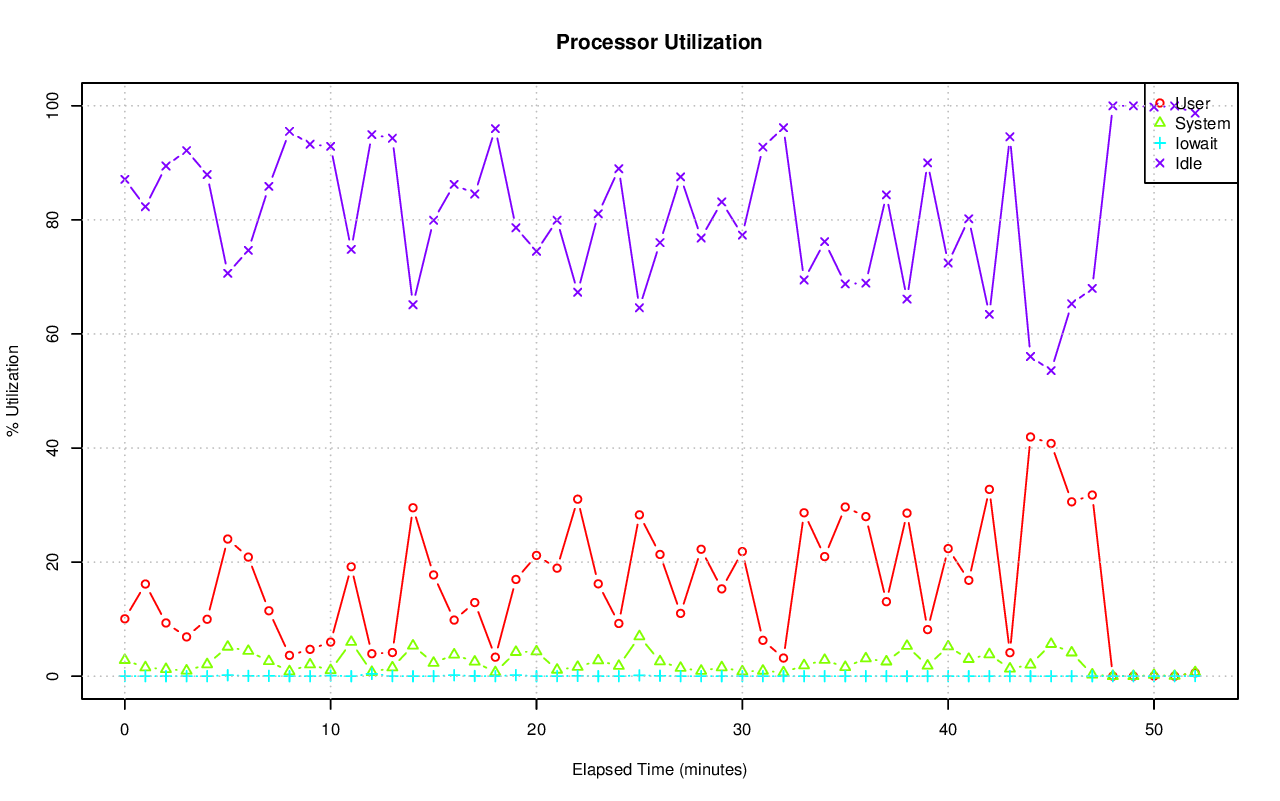 Processor Utilization
% Utilization
100
80
60
40
20
0
User
System
Iowait
Idle
0 10 20 30 40 50
Elapsed Time (minutes)